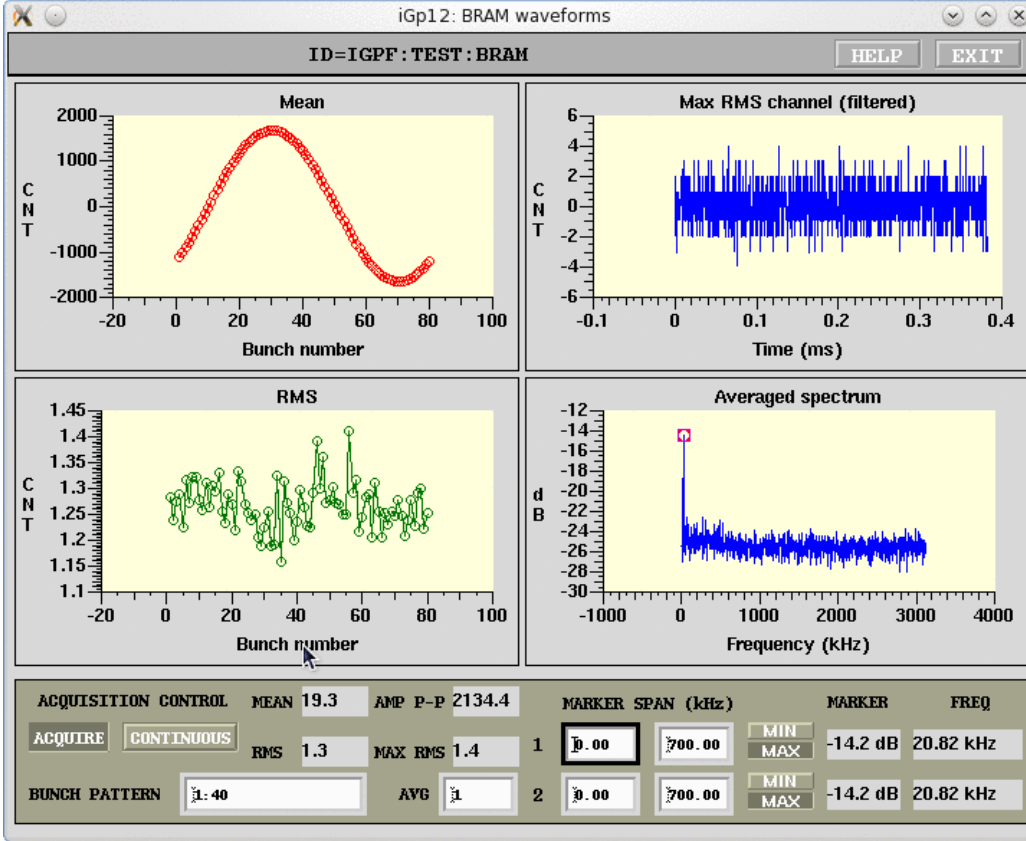 iGp12: BRAM waveforms
ID=IGPF:TEST:BRAM
HELP
EXIT
Mean
2000
1000
0
-1000
-2000
CNT
-20 0 20 40 60 80 100
Bunch number
Max RMS channel (filtered)
6
4
2
0
-2
-4
-6
CNT
-0.1 0 0.1 0.2 0.3 0.4
Time (ms)
RMS
1.45
1.4
1.35
1.3
1.25
1.2
1.15
1.1
CNT
-20 0 20 40 60 80 100
Bunch number
Averaged spectrum
-12
-14
-16
-18
-20
-22
-24
-26
-28
-30
dB
-1000 0 1000 2000 3000 4000
Frequency (kHz)
ACQUISITION CONTROL
ACQUIRE
CONTINUOUS
MEAN 19.3
AMP P-P 2134.4
RMS 1.3
MAX RMS 1.4
BUNCH PATTERN 1:40
AVG 1
MARKER SPAN (kHz) MARKER FREQ
1 0.00 700.00 MIN MAX -14.2 dB 20.82 kHz
2 0.00 700.00 MIN MAX -14.2 dB 20.82 kHz